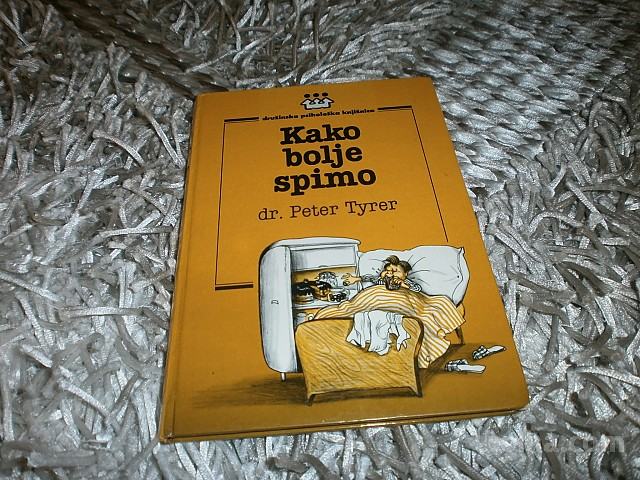 družinska psihološka knjižnica
Kako
bolje
spimo
dr. Peter Tyrer